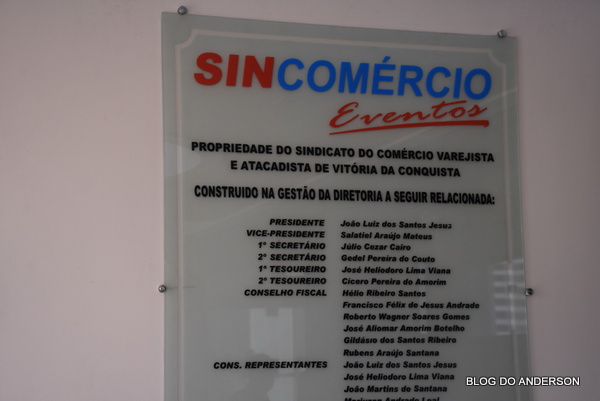 SINCOMÉRCIO
Eventos
PROPRIEDADE DO SINDICATO DO COMÉRCIO VAREJISTA
E ATACADISTA DE VITÓRIA DA CONQUISTA
CONSTRUIDO NA GESTÃO DA DIRETORIA A SEGUIR RELACIONADA:
PRESIDENTE João Luiz dos Santos Jesus
VICE-PRESIDENTE Salatiel Araújo Mateus
1º SECRETÁRIO Júlio Cezar Cairo
2º SECRETÁRIO Gedel Pereira do Couto
1º TESOUREIRO José Heliodoro Lima Viana
2º TESOUREIRO Cícero Pereira do Amorim
CONSELHO FISCAL Hélio Ribeiro Santos
Francisco Félix de Jesus Andrade
Roberto Wagner Soares Gomes
José Aliomar Amorim Botelho
Gildásio dos Santos Ribeiro
Rubens Araújo Santana
CONS. REPRESENTANTES João Luiz dos Santos Jesus
José Heliodoro Lima Viana
João Martins de Santana
Andrade Leal
BLOG DO ANDERSON